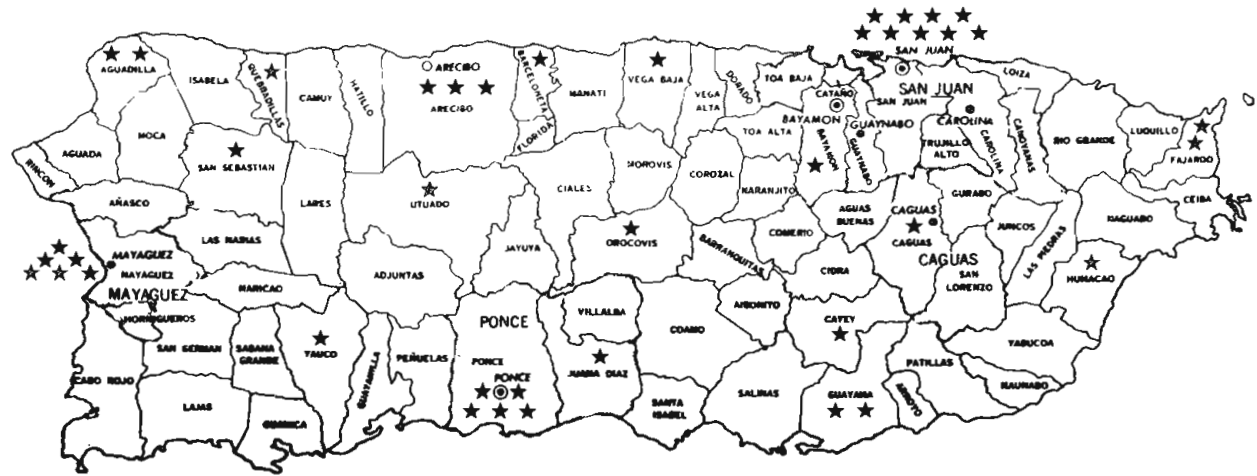 SAN JUAN
AGUADILLA
ISABELA
QUEBRADILLAS
CAMUY
HATILLO
ARECIBO
ARECIBO
BARCELONETA
FLORIDA
MANATI
VEGA BAJA
VEGA
ALTA
DORADO
TOA BAJA
TOA ALTA
CATAÑO
BAYAMON
BAYAMON
GUAYNABO
GUAYNABO
SAN JUAN
SAN JUAN
CAROLINA
CAROLINA
TRUJILLO
ALTO
LOIZA
CANOVANAS
RIO GRANDE
LUQUILLO
FAJARDO
CEIBA
NAGUABO
MOCA
AGUADA
RINCON
AÑASCO
SAN SEBASTIAN
LARES
UTUADO
CIALES
MOROVIS
COROZAL
NARANJITO
AGUAS
BUENAS
CAGUAS
CAGUAS
CAGUAS
GURABO
JUNCOS
LAS PIEDRAS
HUMACAO
SAN
LORENZO
LAS MARIAS
MAYAGUEZ
MAYAGUEZ
MAYAGUEZ
MARICAO
ADJUNTAS
JAYUYA
OROCOVIS
BARRANQUITAS
COMERIO
CIDRA
AIBONITO
CAYEY
HORMIGUEROS
SAN GERMAN
SABANA
GRANDE
YAUCO
GUAYANILLA
PEÑUELAS
PONCE
PONCE
PONCE
VILLALBA
JUANA DIAZ
COAMO
SANTA
ISABEL
SALINAS
GUAYAMA
ARROYO
PATILLAS
MAUNABO
YABUCOA
CABO ROJO
LAJAS
GUANICA